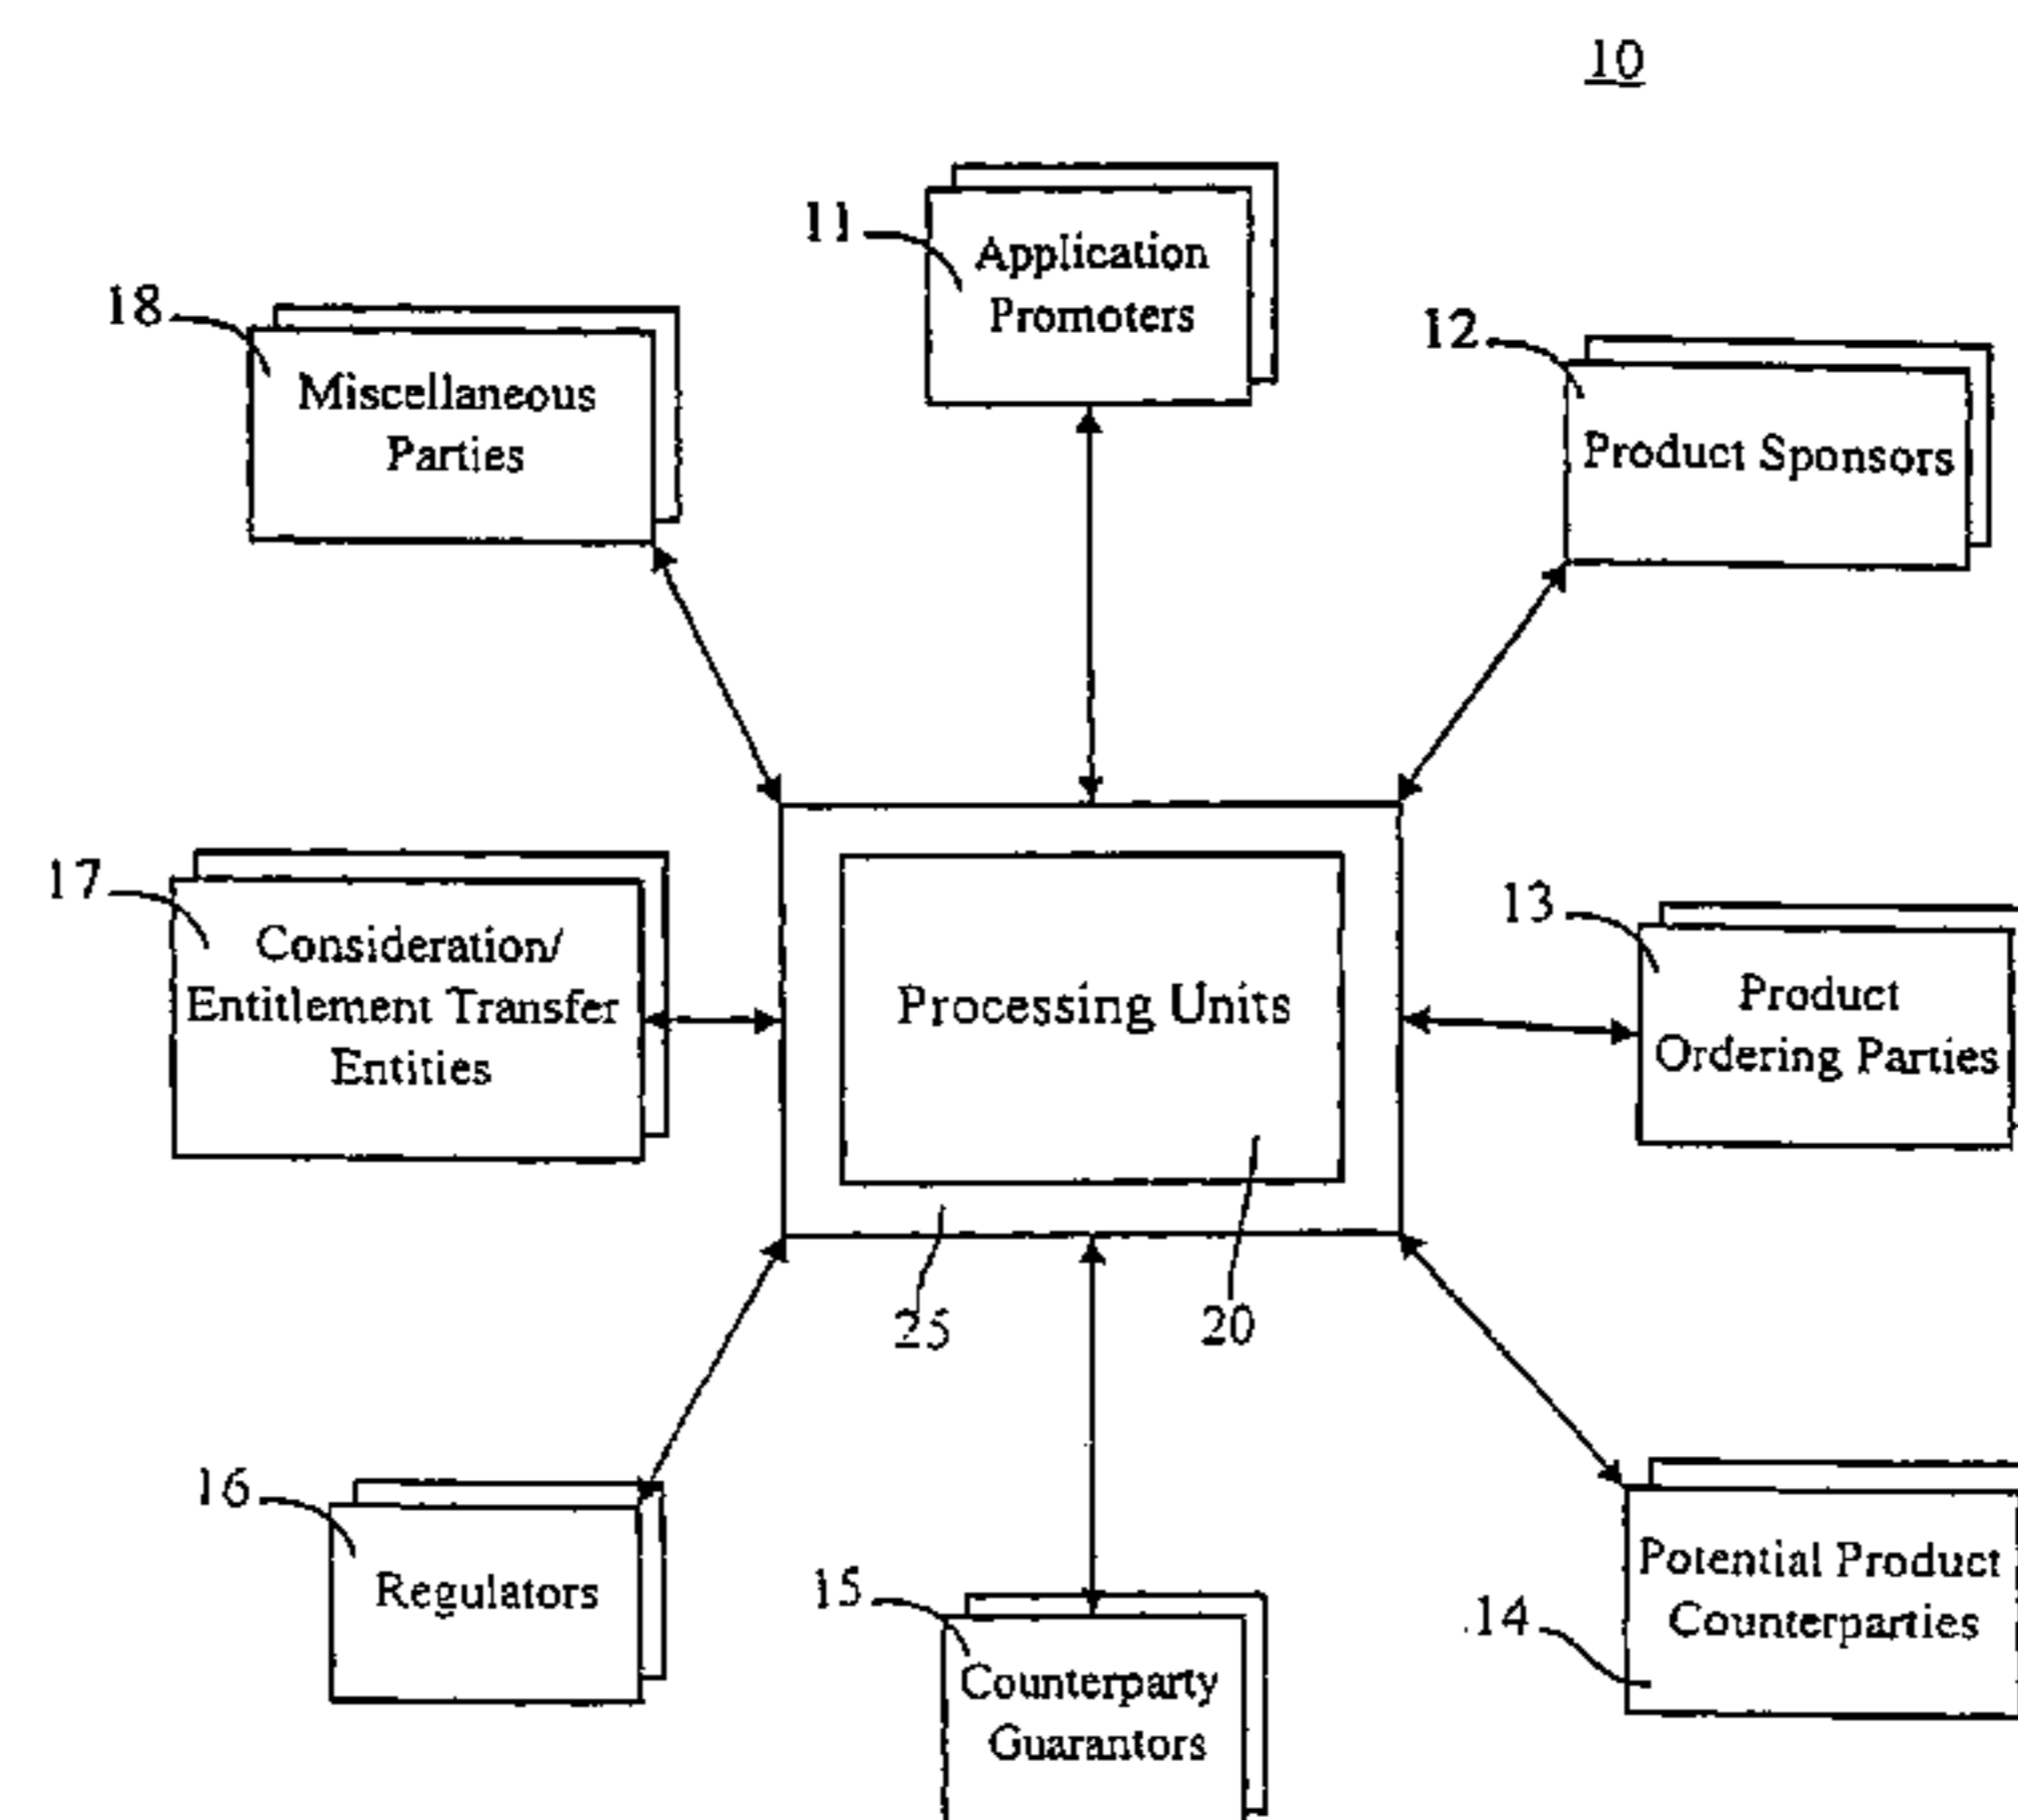 10
11
Application
Promoters
18
Miscellaneous
Parties
12
Product Sponsors
17
Consideration/
Entitlement Transfer
Entities
Processing Units
13
Product
Ordering Parties
25
20
16
Regulators
15
Counterparty
Guarantors
14
Potential Product
Counterparties